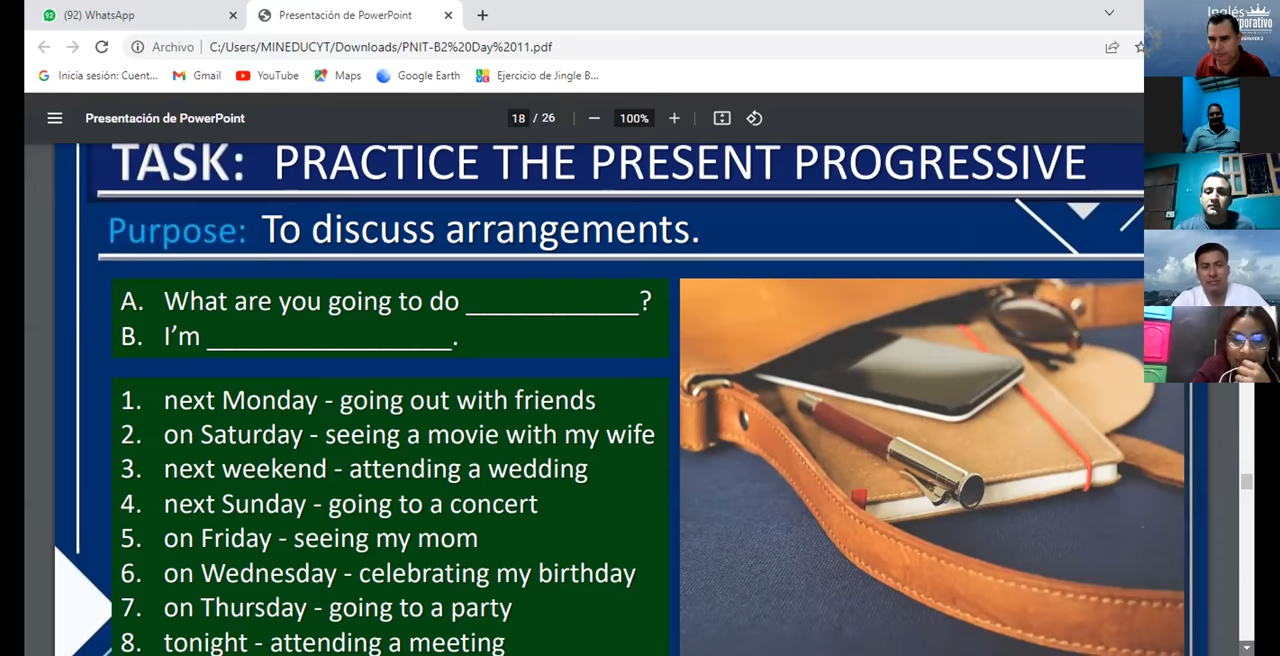 (92) WhatsApp
Presentación de PowerPoint
Archivo C:/Users/MINEDUCYT/Downloads/PNIT-B2%20Day%2011.pdf
Inicia sesión: Cuent... Gmail YouTube Maps Google Earth Ejercicio de Jingle B...
Presentación de PowerPoint 18 / 26 100%
Inglés
TASK: PRACTICE THE PRESENT PROGRESSIVE
Purpose: To discuss arrangements.
A. What are you going to do ______________?
B. I'm ____________________.
1. next Monday - going out with friends
2. on Saturday - seeing a movie with my wife
3. next weekend - attending a wedding
4. next Sunday - going to a concert
5. on Friday - seeing my mom
6. on Wednesday - celebrating my birthday
7. on Thursday - going to a party
8. tonight - attending a meeting